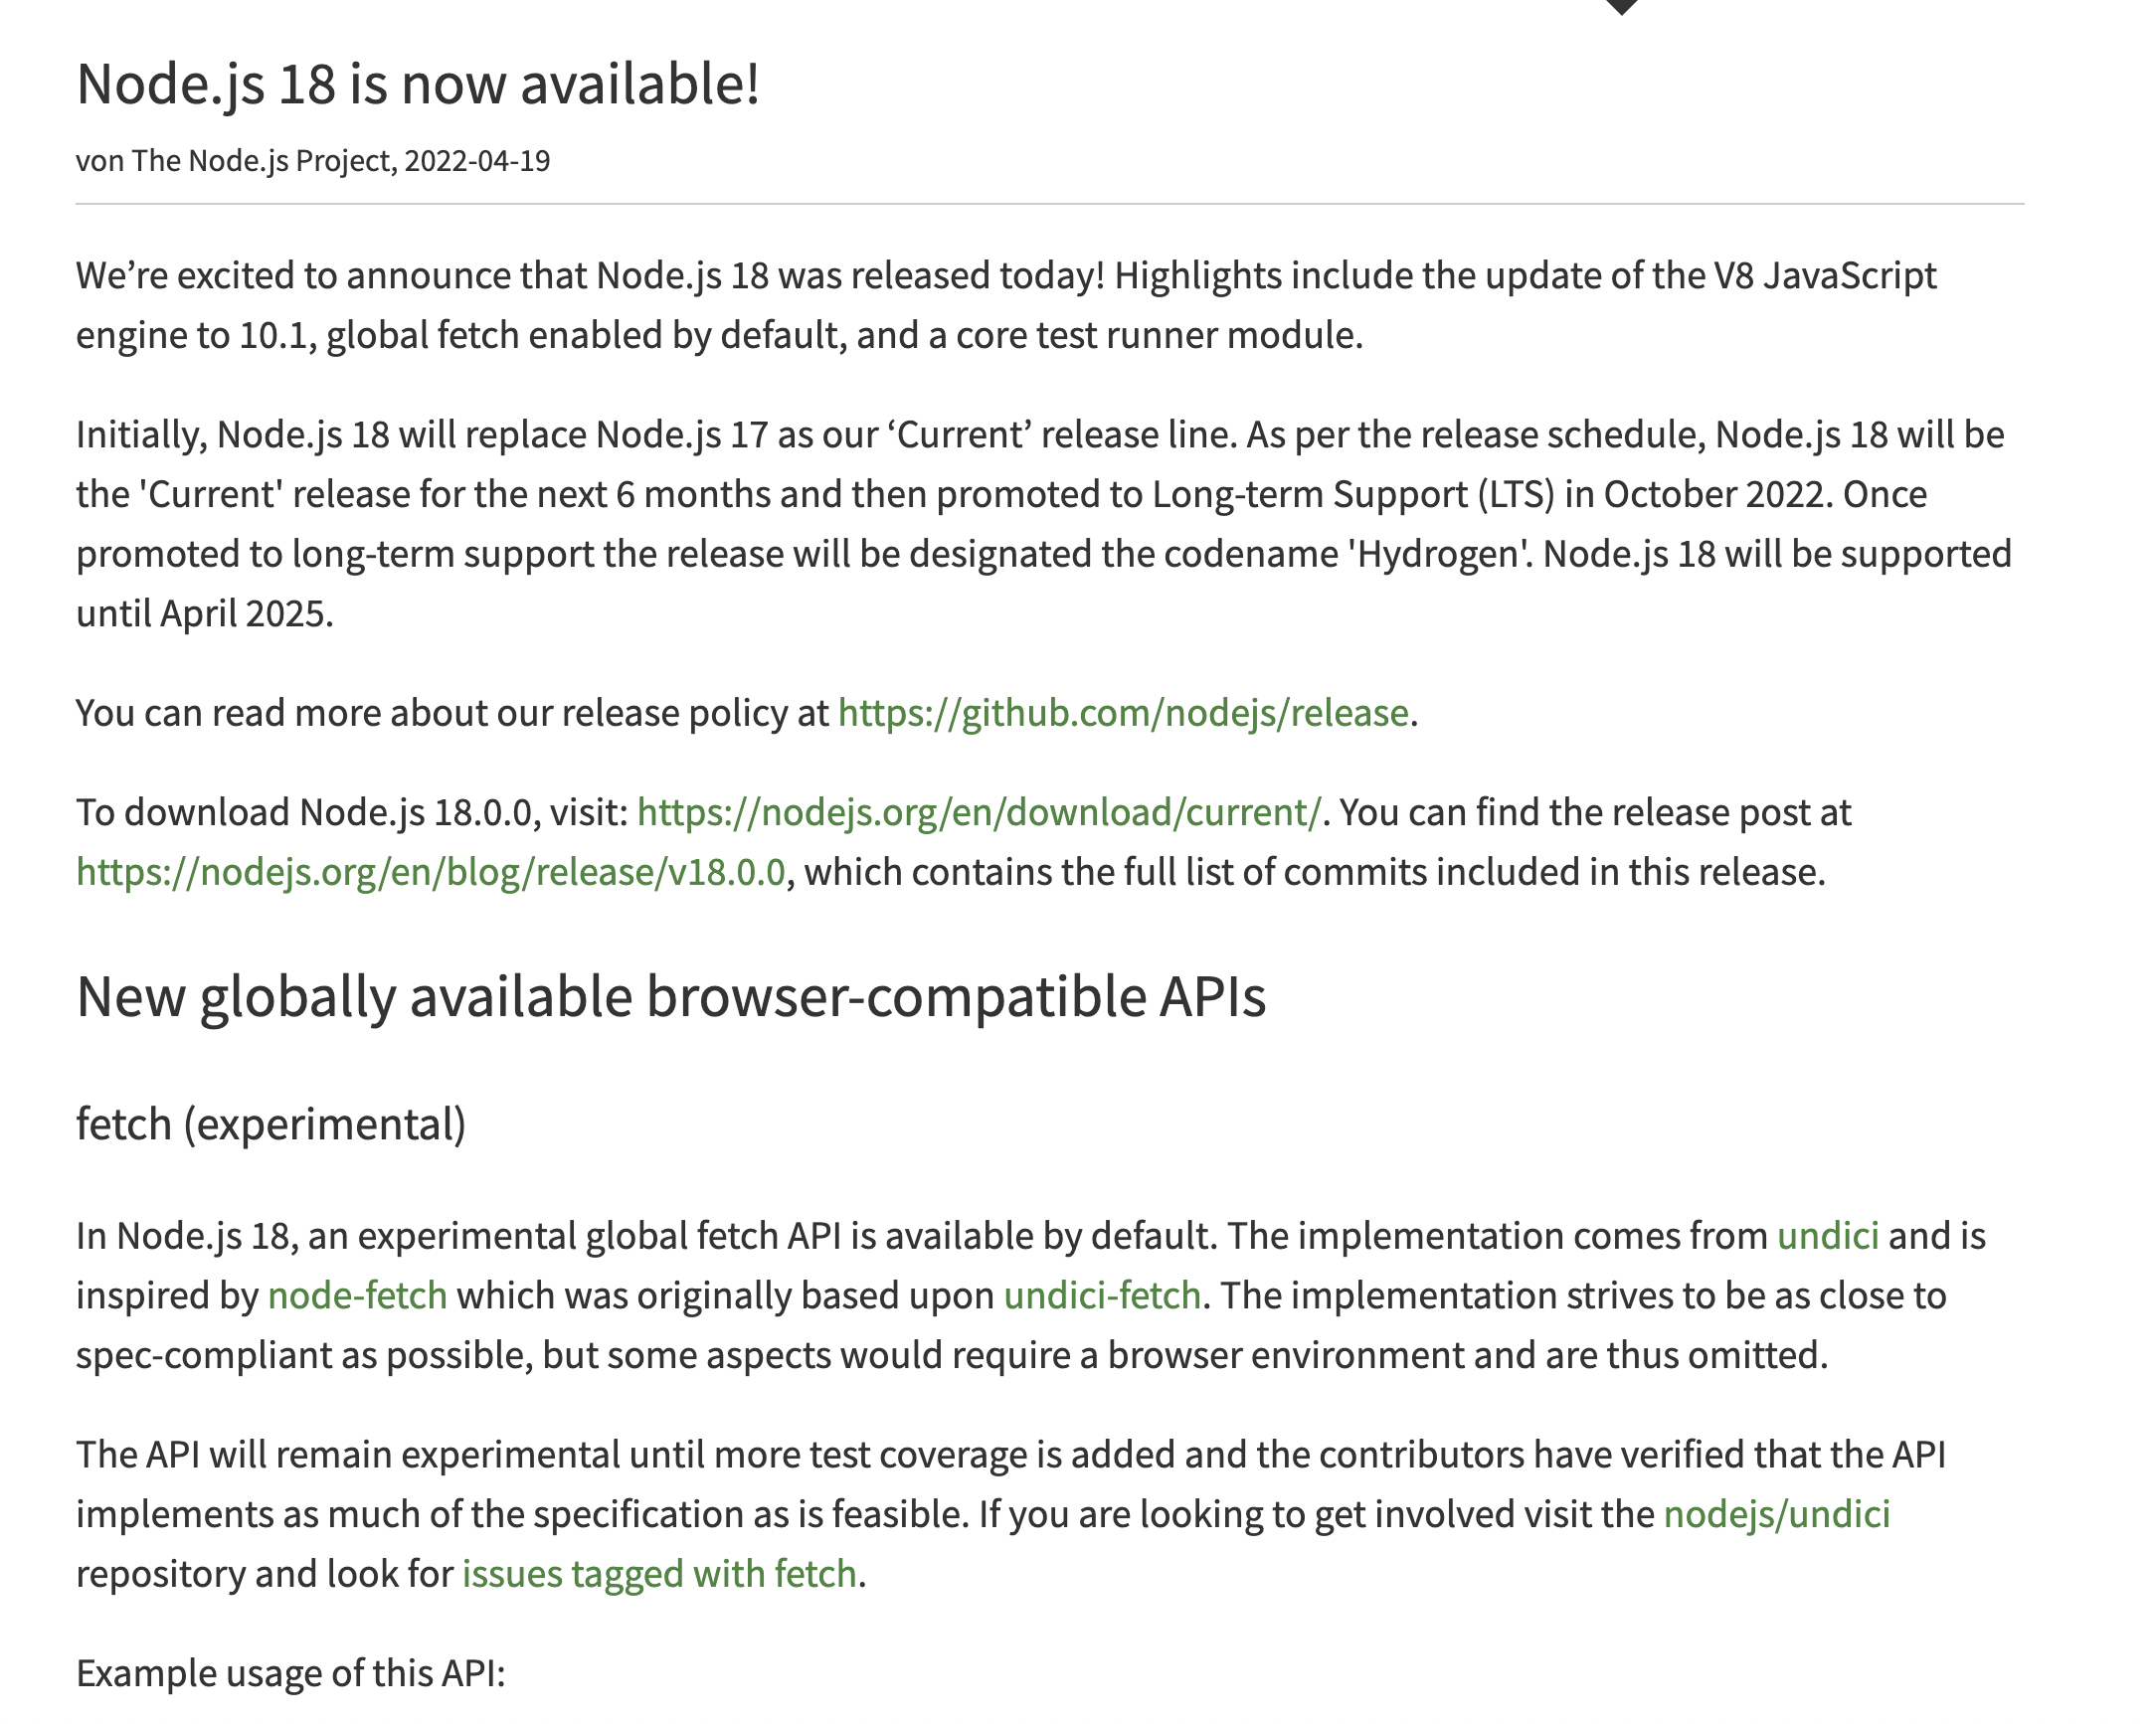 Node.js 18 is now available!
von The Node.js Project, 2022-04-19
We’re excited to announce that Node.js 18 was released today! Highlights include the update of the V8 JavaScript
engine to 10.1, global fetch enabled by default, and a core test runner module.
Initially, Node.js 18 will replace Node.js 17 as our ‘Current’ release line. As per the release schedule, Node.js 18 will be
the 'Current' release for the next 6 months and then promoted to Long-term Support (LTS) in October 2022. Once
promoted to long-term support the release will be designated the codename 'Hydrogen'. Node.js 18 will be supported
until April 2025.
You can read more about our release policy at https://github.com/nodejs/release.
To download Node.js 18.0.0, visit: https://nodejs.org/en/download/current/. You can find the release post at
https://nodejs.org/en/blog/release/v18.0.0, which contains the full list of commits included in this release.
New globally available browser-compatible APIs
fetch (experimental)
In Node.js 18, an experimental global fetch API is available by default. The implementation comes from undici and is
inspired by node-fetch which was originally based upon undici-fetch. The implementation strives to be as close to
spec-compliant as possible, but some aspects would require a browser environment and are thus omitted.
The API will remain experimental until more test coverage is added and the contributors have verified that the API
implements as much of the specification as is feasible. If you are looking to get involved visit the nodejs/undici
repository and look for issues tagged with fetch.
Example usage of this API: